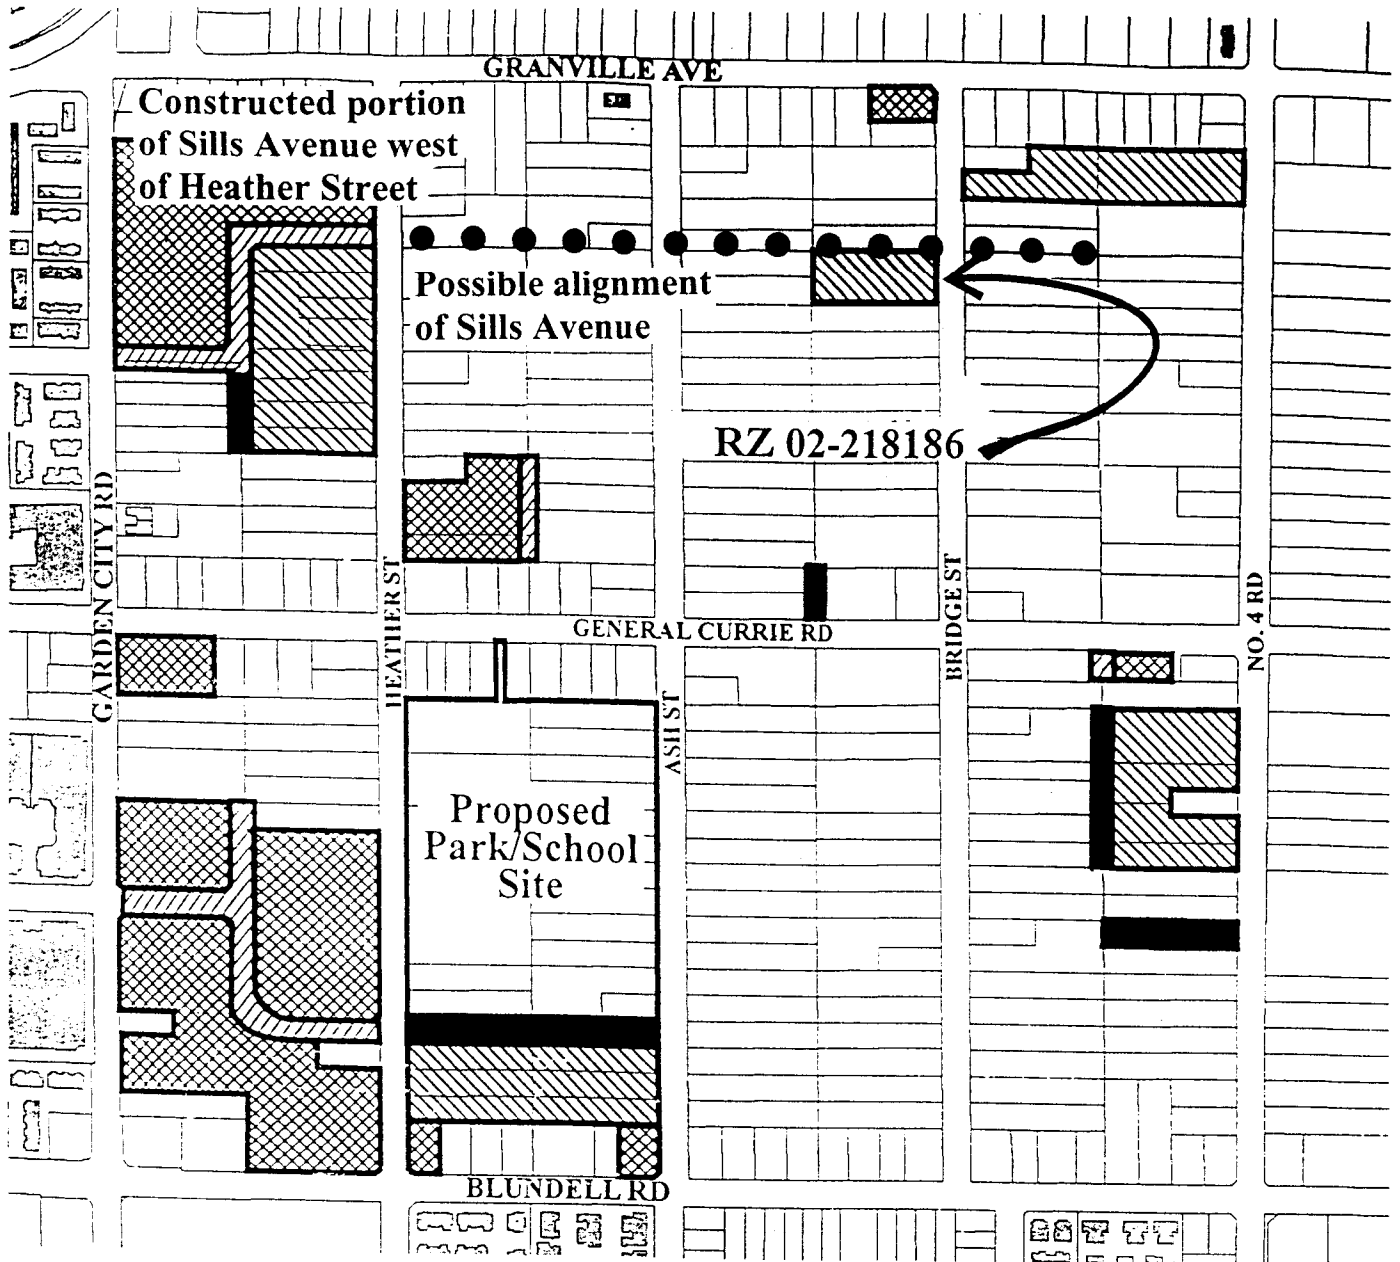 GRANVILLE AVE
Constructed portion
of Sills Avenue west
of Heather Street
Possible alignment
of Sills Avenue
RZ 02-218186
GARDEN CITY RD
HEATHER ST
GENERAL CURRIE RD
BRIDGE ST
NO. 4 RD
ASH ST
Proposed
Park/School
Site
BLUNDELL RD